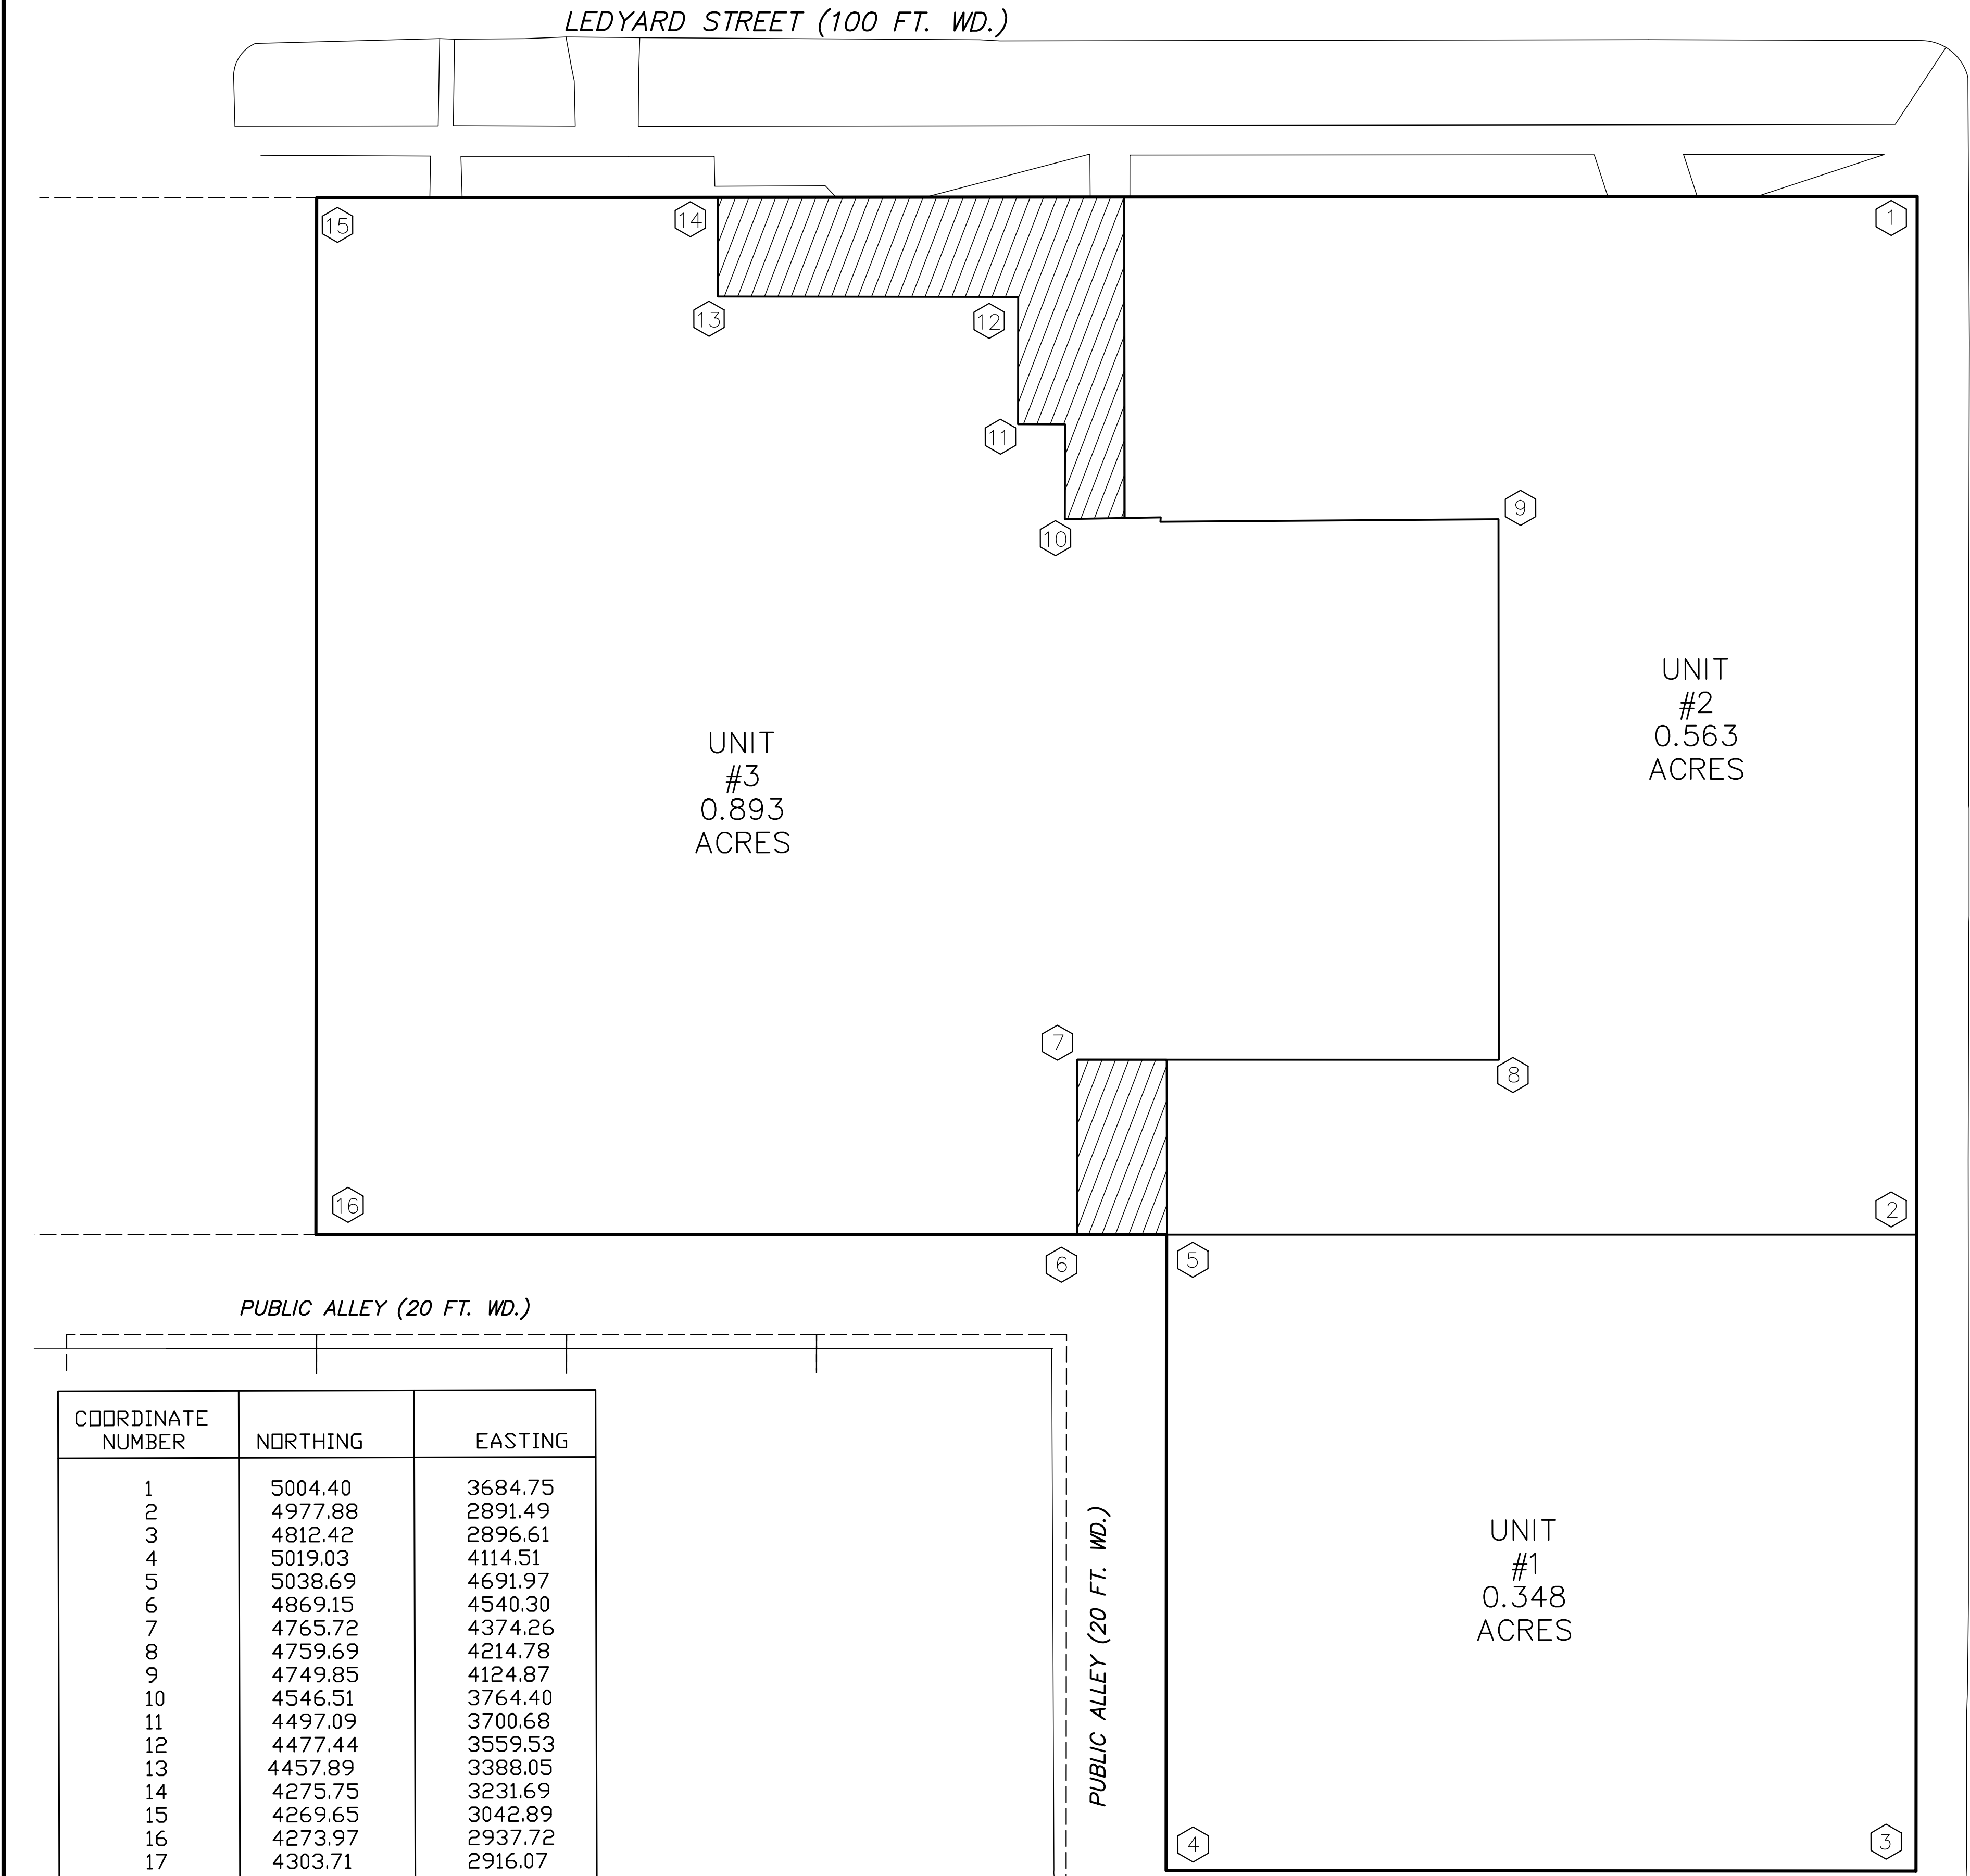 LEDYARD STREET (100 FT. WD.)
15
14
1
13
12
11
10
9
UNIT
#2
0.563
ACRES
UNIT
#3
0.893
ACRES
7
8
16
2
6
5
PUBLIC ALLEY (20 FT. WD.)
COORDINATE
NUMBER NORTHING EASTING
1 5004.40 3684.75
2 4977.88 2891.49
3 4812.42 2896.61
4 5019.03 4114.51
5 5038.69 4691.97
6 4869.15 4540.30
7 4765.72 4374.26
8 4759.69 4214.78
9 4749.85 4124.87
10 4546.51 3764.40
11 4497.09 3700.68
12 4477.44 3559.53
13 4457.89 3388.05
14 4275.75 3231.69
15 4269.65 3042.89
16 4273.97 2937.72
17 4303.71 2916.07
PUBLIC ALLEY (20 FT. WD.)
UNIT
#1
0.348
ACRES
4
3